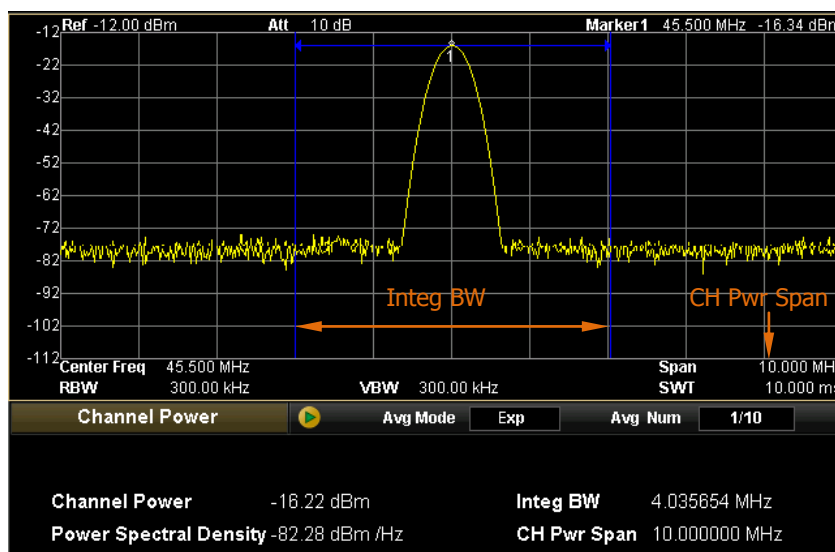 Ref -12.00 dBm Att 10 dB Marker1 45.500 MHz -16.34 dBm
-12
1
-22
-32
-42
-52
-62
-72
-82
-92
Integ BW CH Pwr Span
-102
-112
Center Freq 45.500 MHz Span 10.000 MH
RBW 300.00 kHz VBW 300.00 kHz SWT 10.000 ms
Channel Power Avg Mode Exp Avg Num 1/10
Channel Power -16.22 dBm Integ BW 4.035654 MHz
Power Spectral Density -82.28 dBm /Hz CH Pwr Span 10.000000 MHz